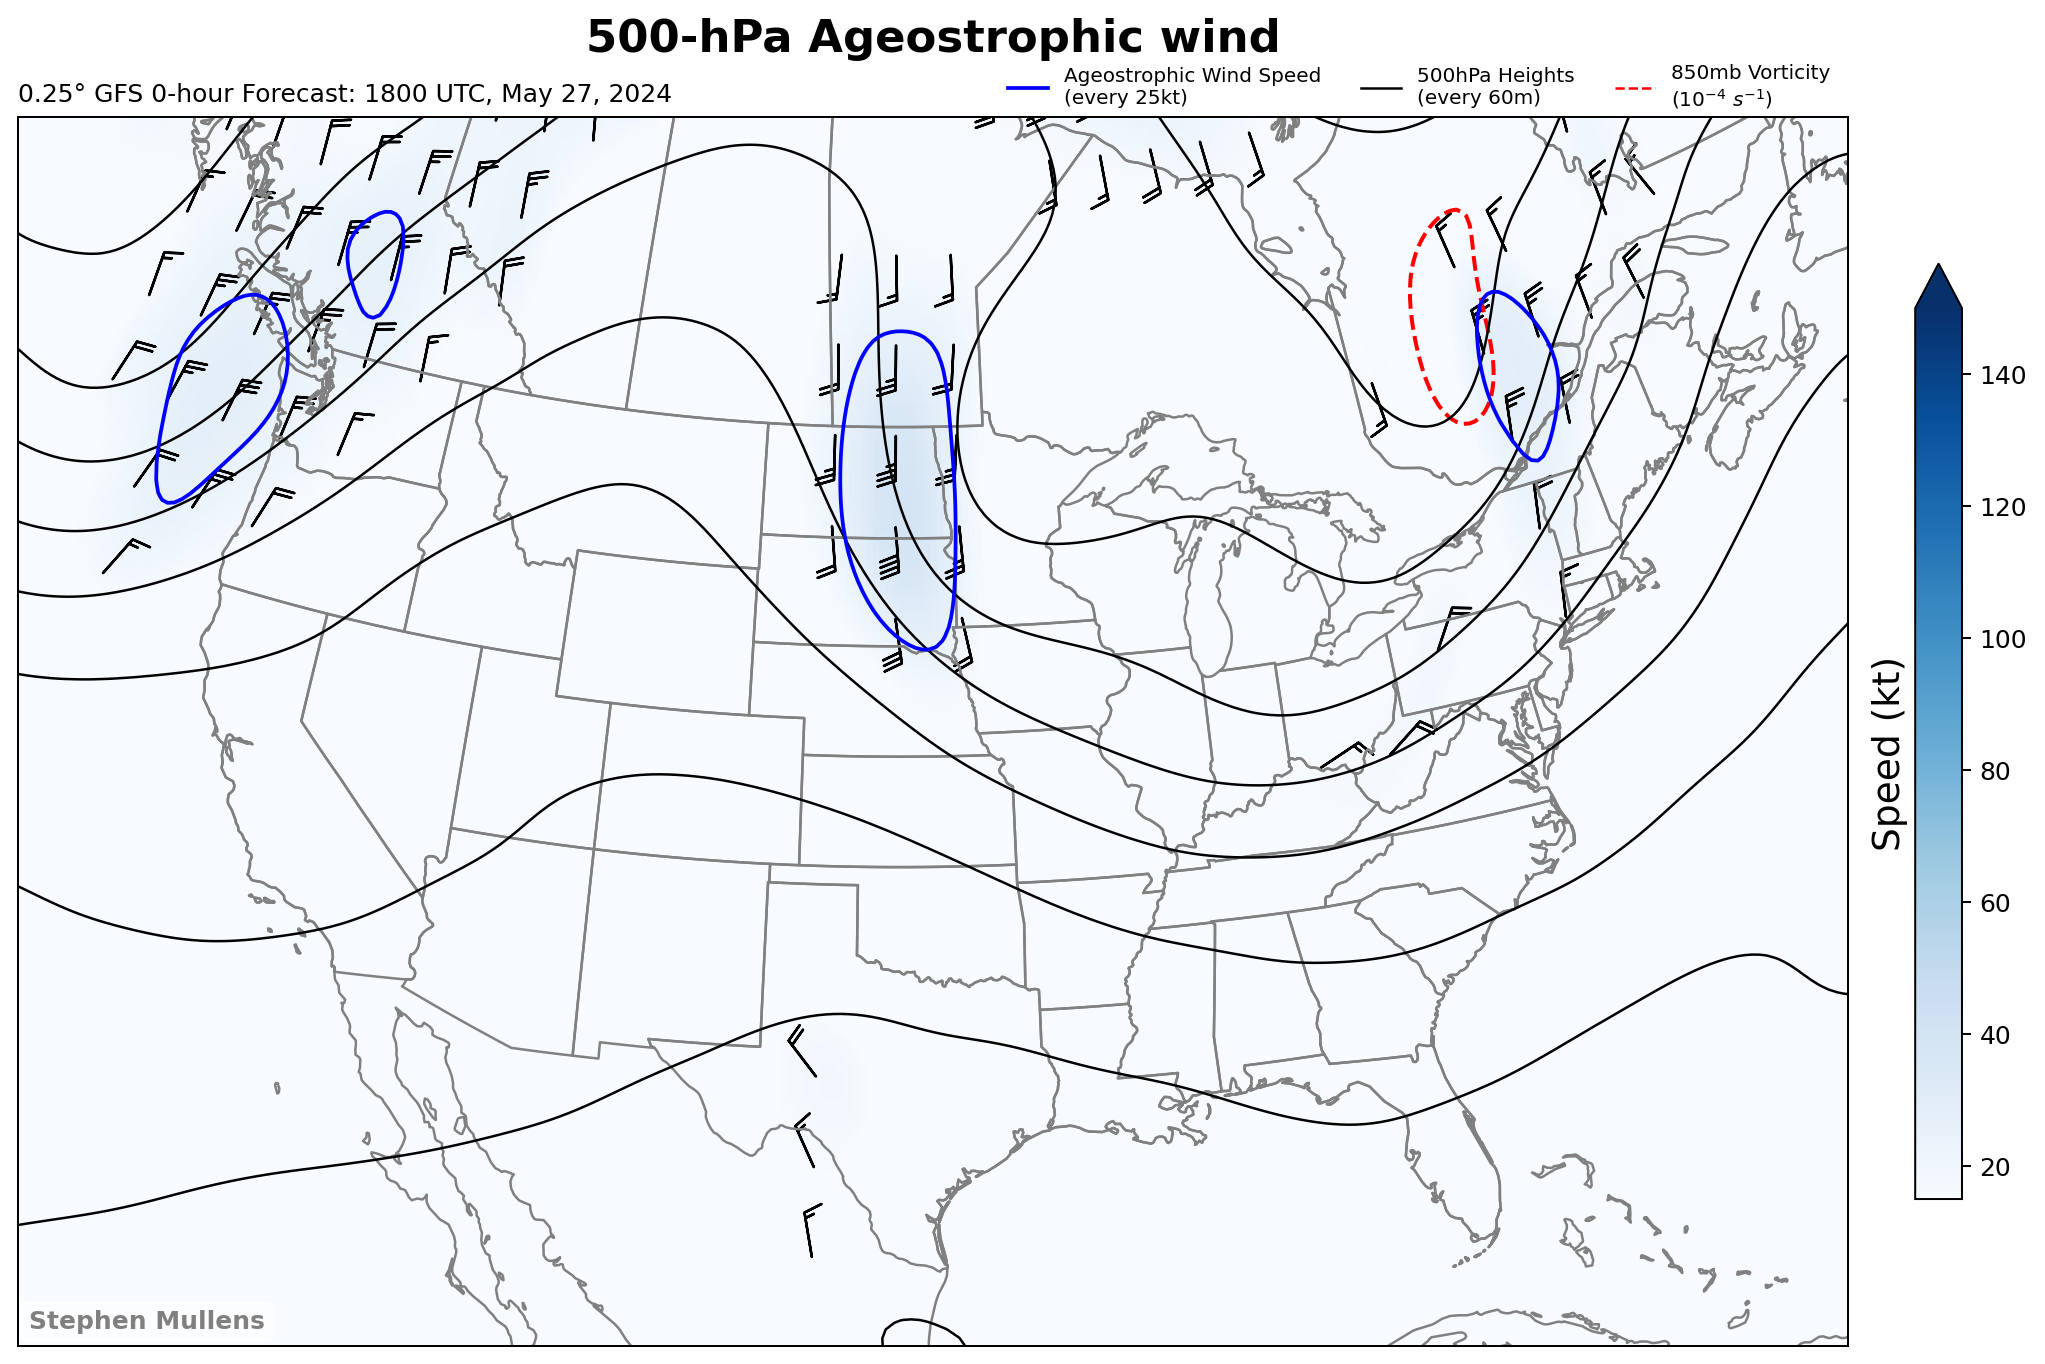 500-hPa Ageostrophic wind
0.25° GFS 0-hour Forecast: 1800 UTC, May 27, 2024
Ageostrophic Wind Speed
(every 25kt)
500hPa Heights
(every 60m)
850mb Vorticity
(10⁻⁴ s⁻¹)
140
120
100
80
60
40
20
Speed (kt)
Stephen Mullens